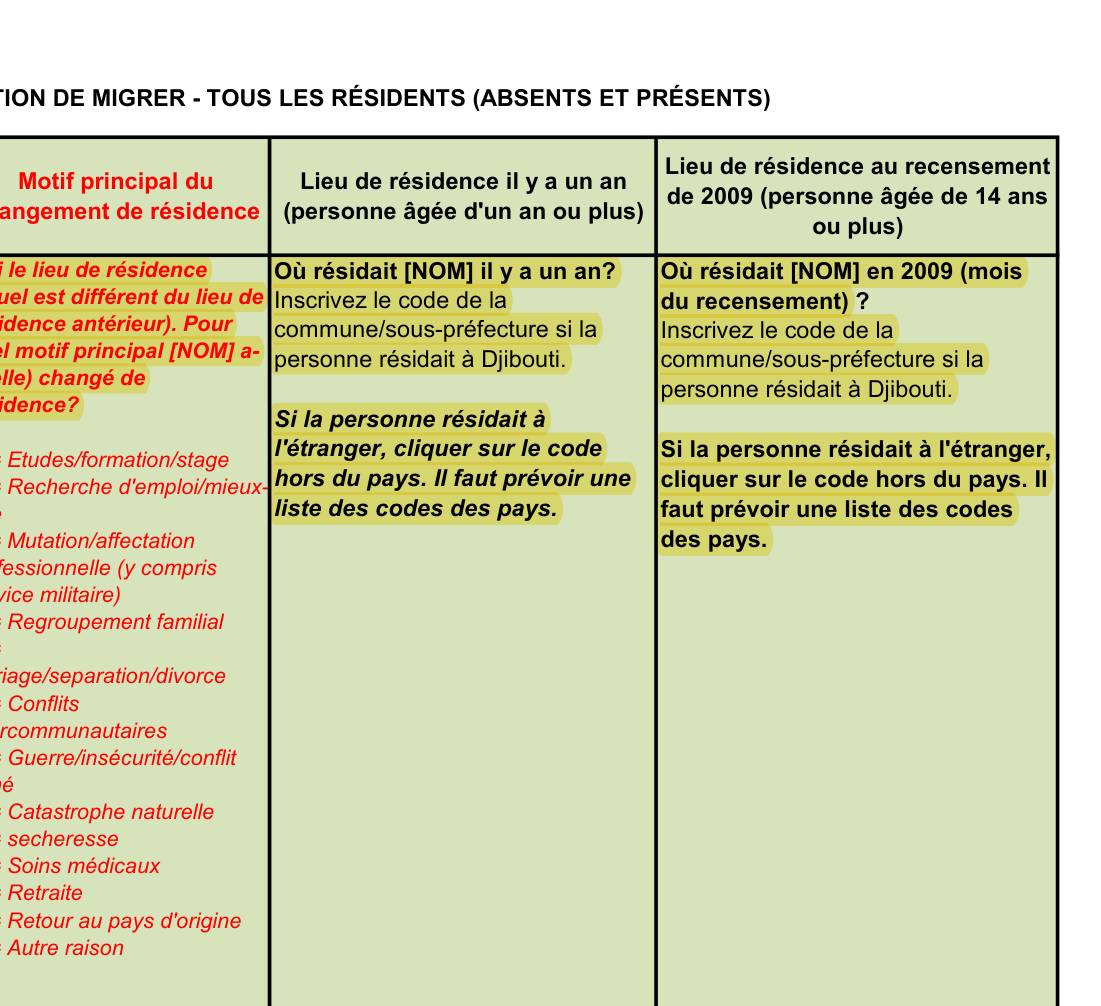 TION DE MIGRER - TOUS LES RÉSIDENTS (ABSENTS ET PRÉSENTS)
Motif principal du
angement de résidence
i le lieu de résidence
uel est différent du lieu de
idence antérieur). Pour
el motif principal [NOM] a-
elle) changé de
idence?
= Etudes/formation/stage
= Recherche d'emploi/mieux-
e
= Mutation/affectation
fessionnelle (y compris
vice militaire)
= Regroupement familial
=
riage/separation/divorce
= Conflits
rcommunautaires
= Guerre/insécurité/conflit
né
= Catastrophe naturelle
= secheresse
= Soins médicaux
= Retraite
= Retour au pays d'origine
= Autre raison
Lieu de résidence il y a un an
(personne âgée d'un an ou plus)
Où résidait [NOM] il y a un an?
Inscrivez le code de la
commune/sous-préfecture si la
personne résidait à Djibouti.
Si la personne résidait à
l'étranger, cliquer sur le code
hors du pays. Il faut prévoir une
liste des codes des pays.
Lieu de résidence au recensement
de 2009 (personne âgée de 14 ans
ou plus)
Où résidait [NOM] en 2009 (mois
du recensement) ?
Inscrivez le code de la
commune/sous-préfecture si la
personne résidait à Djibouti.
Si la personne résidait à l'étranger,
cliquer sur le code hors du pays. Il
faut prévoir une liste des codes
des pays.